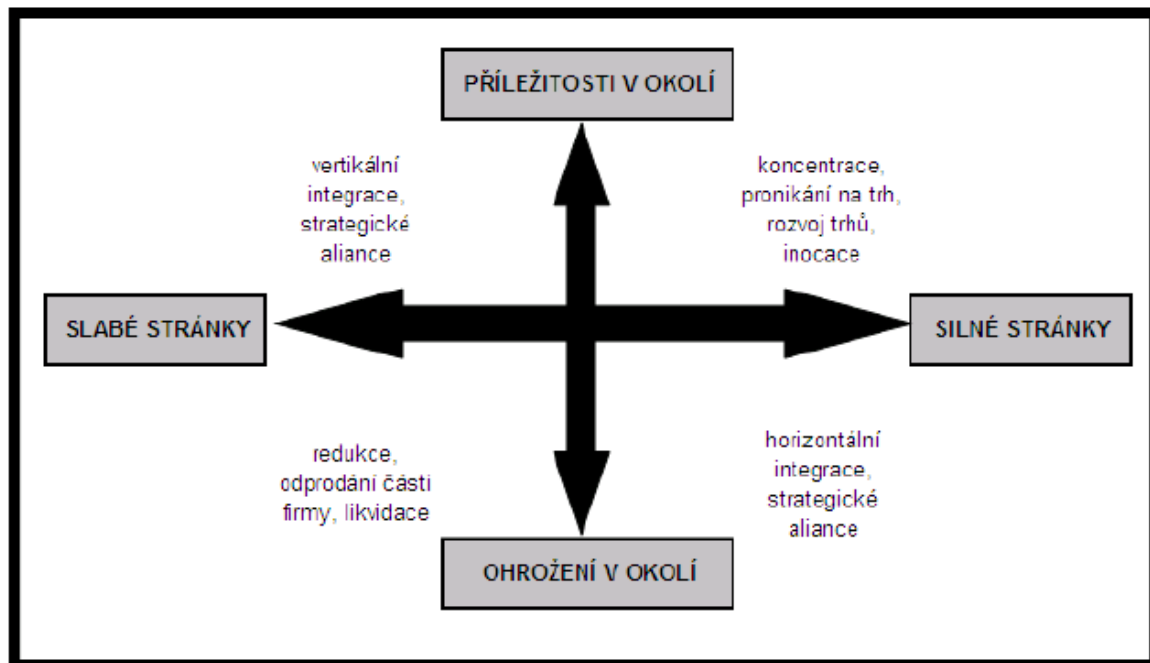 PŘÍLEŽITOSTI V OKOLÍ
vertikální
integrace,
strategické
aliance
koncentrace,
pronikání na trh,
rozvoj trhů,
inocace
SLABÉ STRÁNKY
SILNÉ STRÁNKY
redukce,
odprodání části
firmy, likvidace
horizontální
integrace,
strategické
aliance
OHROŽENÍ V OKOLÍ